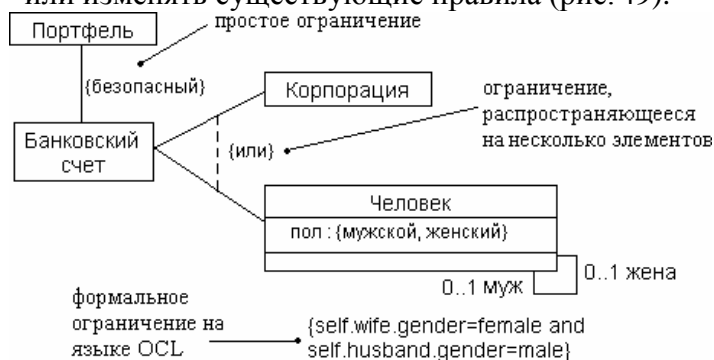 или изменять существующие правила (рис. 49).
Портфель
простое ограничение
{безопасный}
Корпорация
ограничение,
распространяющееся
на несколько элементов
Банковский
счет
{или}
Человек
пол : {мужской, женский}
0..1 муж
0..1 жена
формальное
ограничение на
языке OCL
{self.wife.gender=female and
self.husband.gender=male}